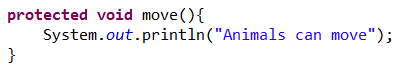 protected void move(){
    System.out.println("Animals can move");
}